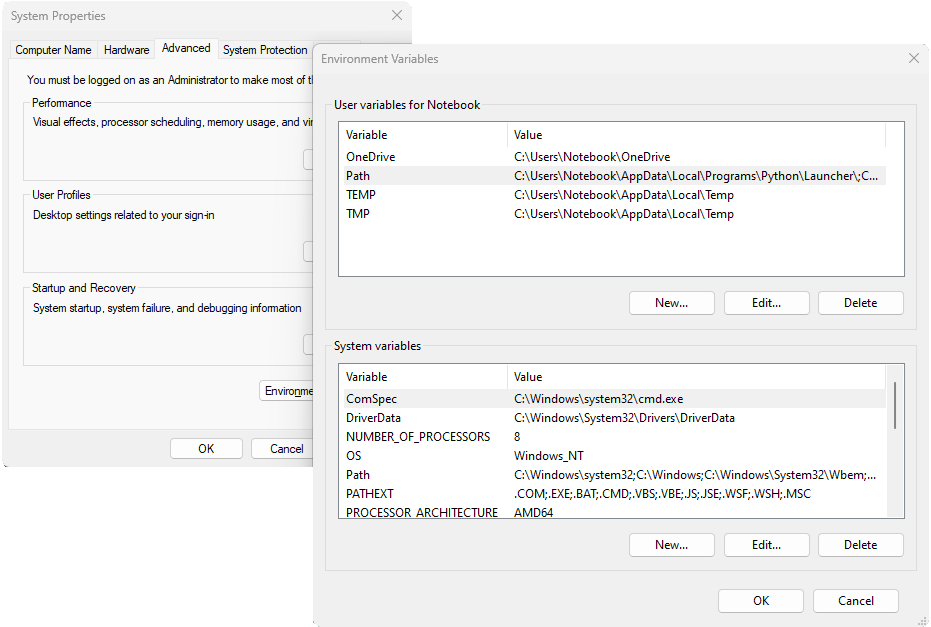 System Properties
Computer Name Hardware Advanced System Protection
You must be logged on as an Administrator to make most of
Performance
Visual effects, processor scheduling, memory usage, and
User Profiles
Desktop settings related to your sign-in
Startup and Recovery
System startup, system failure, and debugging information
OK Cancel
Environment Variables
User variables for Notebook
Variable Value
OneDrive C:\Users\Notebook\OneDrive
Path C:\Users\Notebook\AppData\Local\Programs\Python\Launcher\;C...
TEMP C:\Users\Notebook\AppData\Local\Temp
TMP C:\Users\Notebook\AppData\Local\Temp
New... Edit... Delete
System variables
Variable Value
ComSpec C:\Windows\system32\cmd.exe
DriverData C:\Windows\System32\Drivers\DriverData
NUMBER_OF_PROCESSORS 8
OS Windows_NT
Path C:\Windows\system32;C:\Windows;C:\Windows\System32\Wbem;...
PATHEXT .COM;.EXE;.BAT;.CMD;.VBS;.VBE;.JS;.JSE;.WSF;.WSH;.MSC
PROCESSOR_ARCHITECTURE AMD64
New... Edit... Delete
OK Cancel